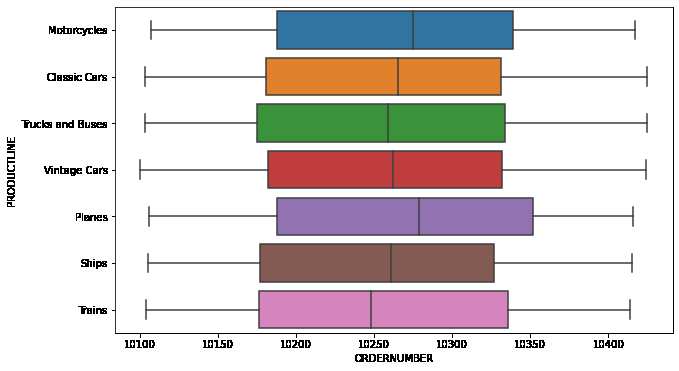 PRODUCTLINE
Motorcycles
Classic Cars
Trucks and Buses
Vintage Cars
Planes
Ships
Trains
10100 10150 10200 10250 10300 10350 10400
ORDERNUMBER